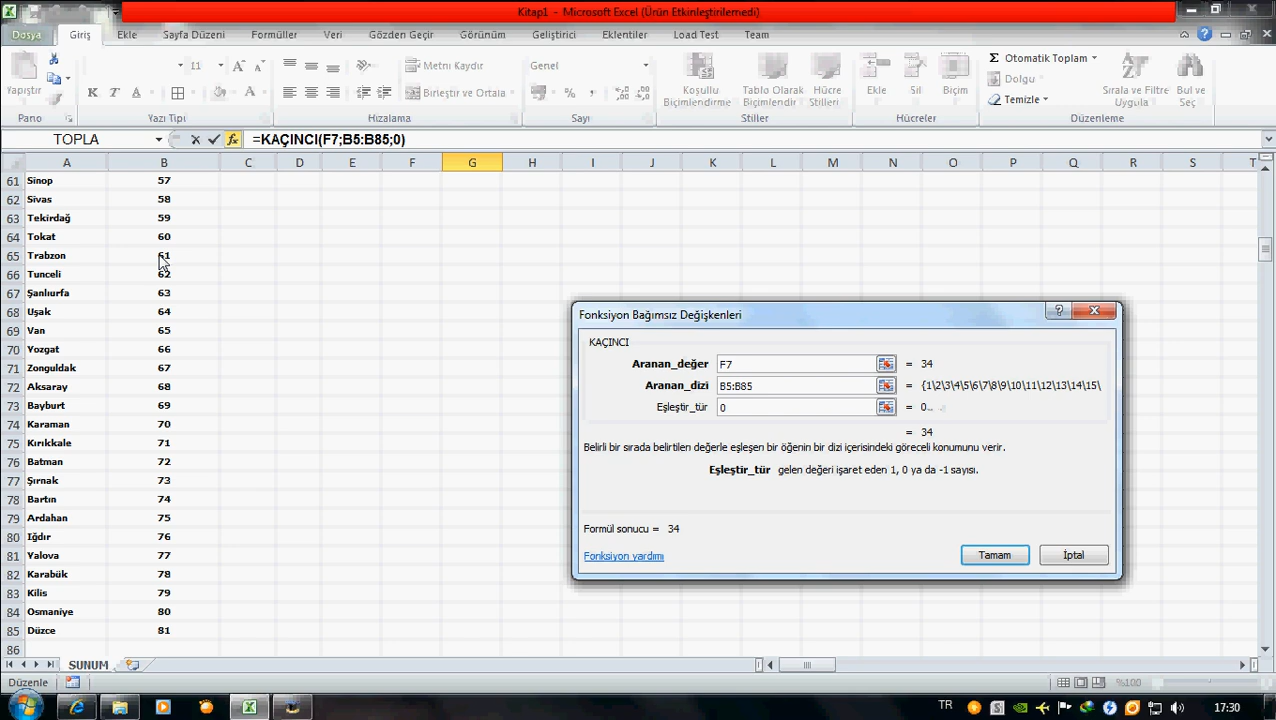 Kitap1 - Microsoft Excel (Ürün Etkinleştirilemedi)
Dosya Giriş Ekle Sayfa Düzeni Formüller Veri Gözden Geçir Görünüm Geliştirici Eklentiler Load Test Team
Yapıştır
11 A A
Metni Kaydır
Genel
Otomatik Toplam
K T A
Birleştir ve Ortala
Koşullu Biçimlendirme
Tablo Olarak Biçimlendir
Hücre Stilleri
Ekle Sil Biçim
Dolgu
Temizle
Sırala ve Filtre Uygula
Bul ve Seç
Pano Yazı Tipi Hizalama Sayı Stiller Hücreler Düzenleme
TOPLA fx =KAÇINCI(F7;B5:B85;0)
A B C D E F G H I J K L M N O P Q R S T
61 Sinop 57
62 Sivas 58
63 Tekirdağ 59
64 Tokat 60
65 Trabzon 61
66 Tunceli 62
67 Şanlıurfa 63
68 Uşak 64
69 Van 65
70 Yozgat 66
71 Zonguldak 67
72 Aksaray 68
73 Bayburt 69
74 Karaman 70
75 Kırıkkale 71
76 Batman 72
77 Şırnak 73
78 Bartın 74
79 Ardahan 75
80 Iğdır 76
81 Yalova 77
82 Karabük 78
83 Kilis 79
84 Osmaniye 80
85 Düzce 81
86
Fonksiyon Bağımsız Değişkenleri
KAÇINCI
Aranan_değer F7 = 34
Aranan_dizi B5:B85 = {1\2\3\4\5\6\7\8\9\10\11\12\13\14\15\
Eşleştir_tür 0 = 0
= 34
Belirli bir sırada belirtilen değerle eşleşen bir öğenin bir dizi içerisindeki göreceli konumunu verir.
Eşleştir_tür gelen değeri işaret eden 1, 0 ya da -1 sayısı.
Formül sonucu = 34
Fonksiyon yardımı
Tamam İptal
SUNUM
Düzenle %100
TR 17:30